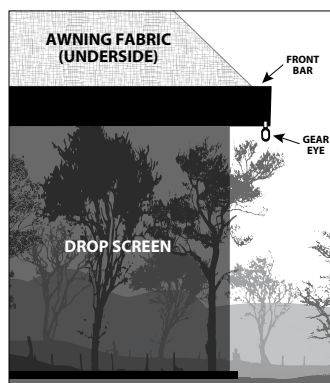 AWNING FABRIC
(UNDERSIDE)
FRONT
BAR
GEAR
EYE
DROP SCREEN